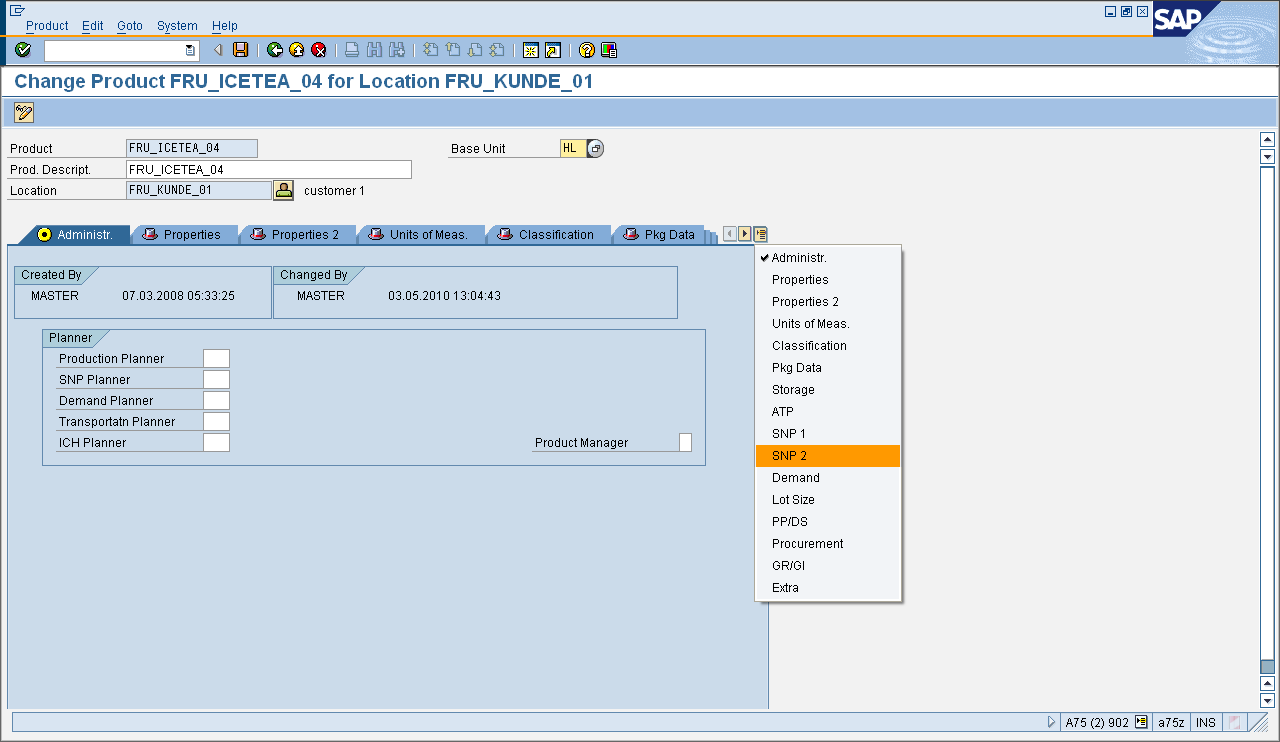 Product Edit Goto System Help
SAP
Change Product FRU_ICETEA_04 for Location FRU_KUNDE_01
Product FRU_ICETEA_04 Base Unit HL
Prod. Descript. FRU_ICETEA_04
Location FRU_KUNDE_01 customer 1
Administr. Properties Properties 2 Units of Meas. Classification Pkg Data
Created By Changed By
MASTER 07.03.2008 05:33:25 MASTER 03.05.2010 13:04:43
Planner
Production Planner
SNP Planner
Demand Planner
Transportatn Planner
ICH Planner Product Manager
Administr.
Properties
Properties 2
Units of Meas.
Classification
Pkg Data
Storage
ATP
SNP 1
SNP 2
Demand
Lot Size
PP/DS
Procurement
GR/GI
Extra
A75 (2) 902 a75z INS